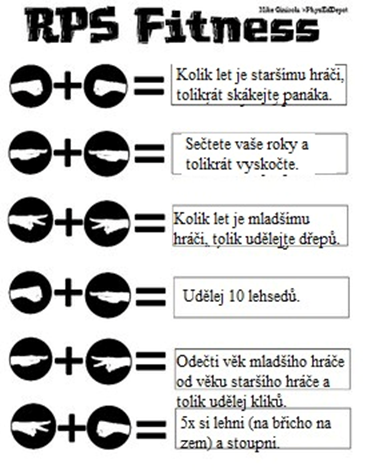 Mike Ginicola >PhysEdDepot
RPS Fitness
Kolik let je staršímu hráči,
tolikrát skákejte panáka.
Sečtete vaše roky a
tolikrát vyskočte.
Kolik let je mladšímu
hráči, tolik udělejte dřepů.
Udělej 10 lehsedů.
Odečti věk mladšího hráče
od věku staršího hráče a
tolik udělej kliků.
5x si lehni (na břicho na
zem) a stoupni.